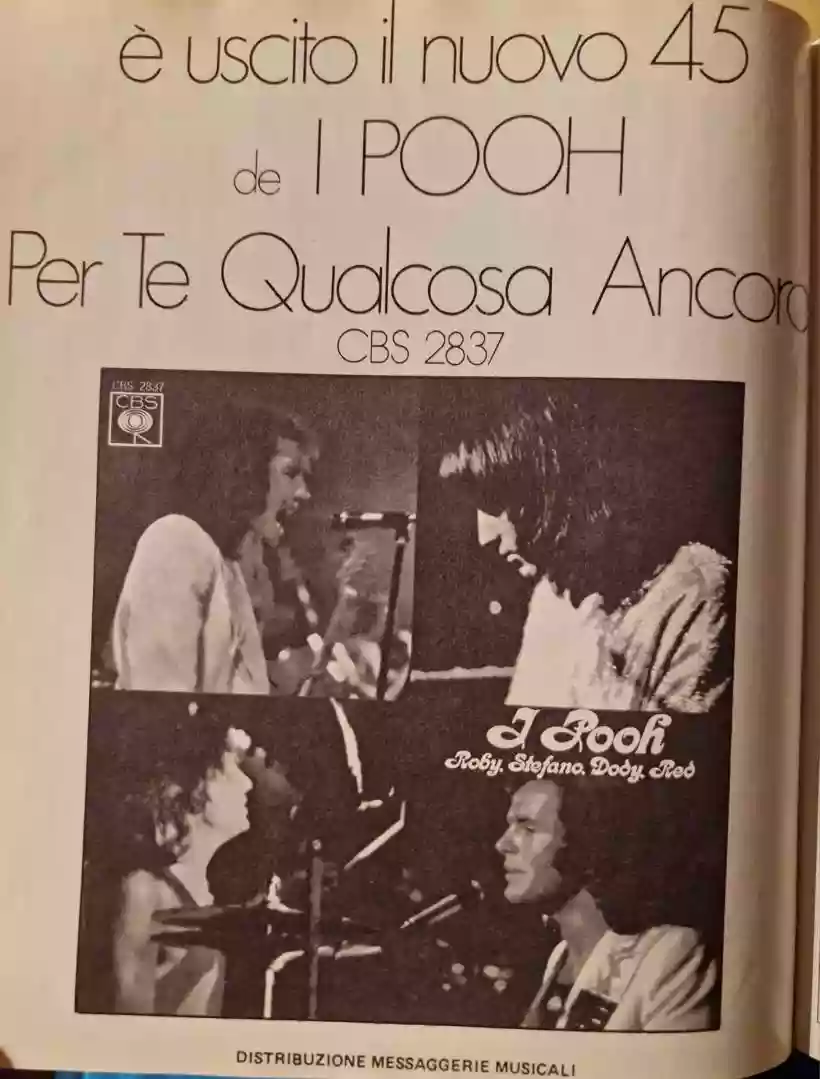 è uscito il nuovo 45
de I POOH
Per Te Qualcosa Ancora
CBS 2837
CBS 2837
CBS
I Pooh
Roby, Stefano, Dody, Red
DISTRIBUZIONE MESSAGGERIE MUSICALI